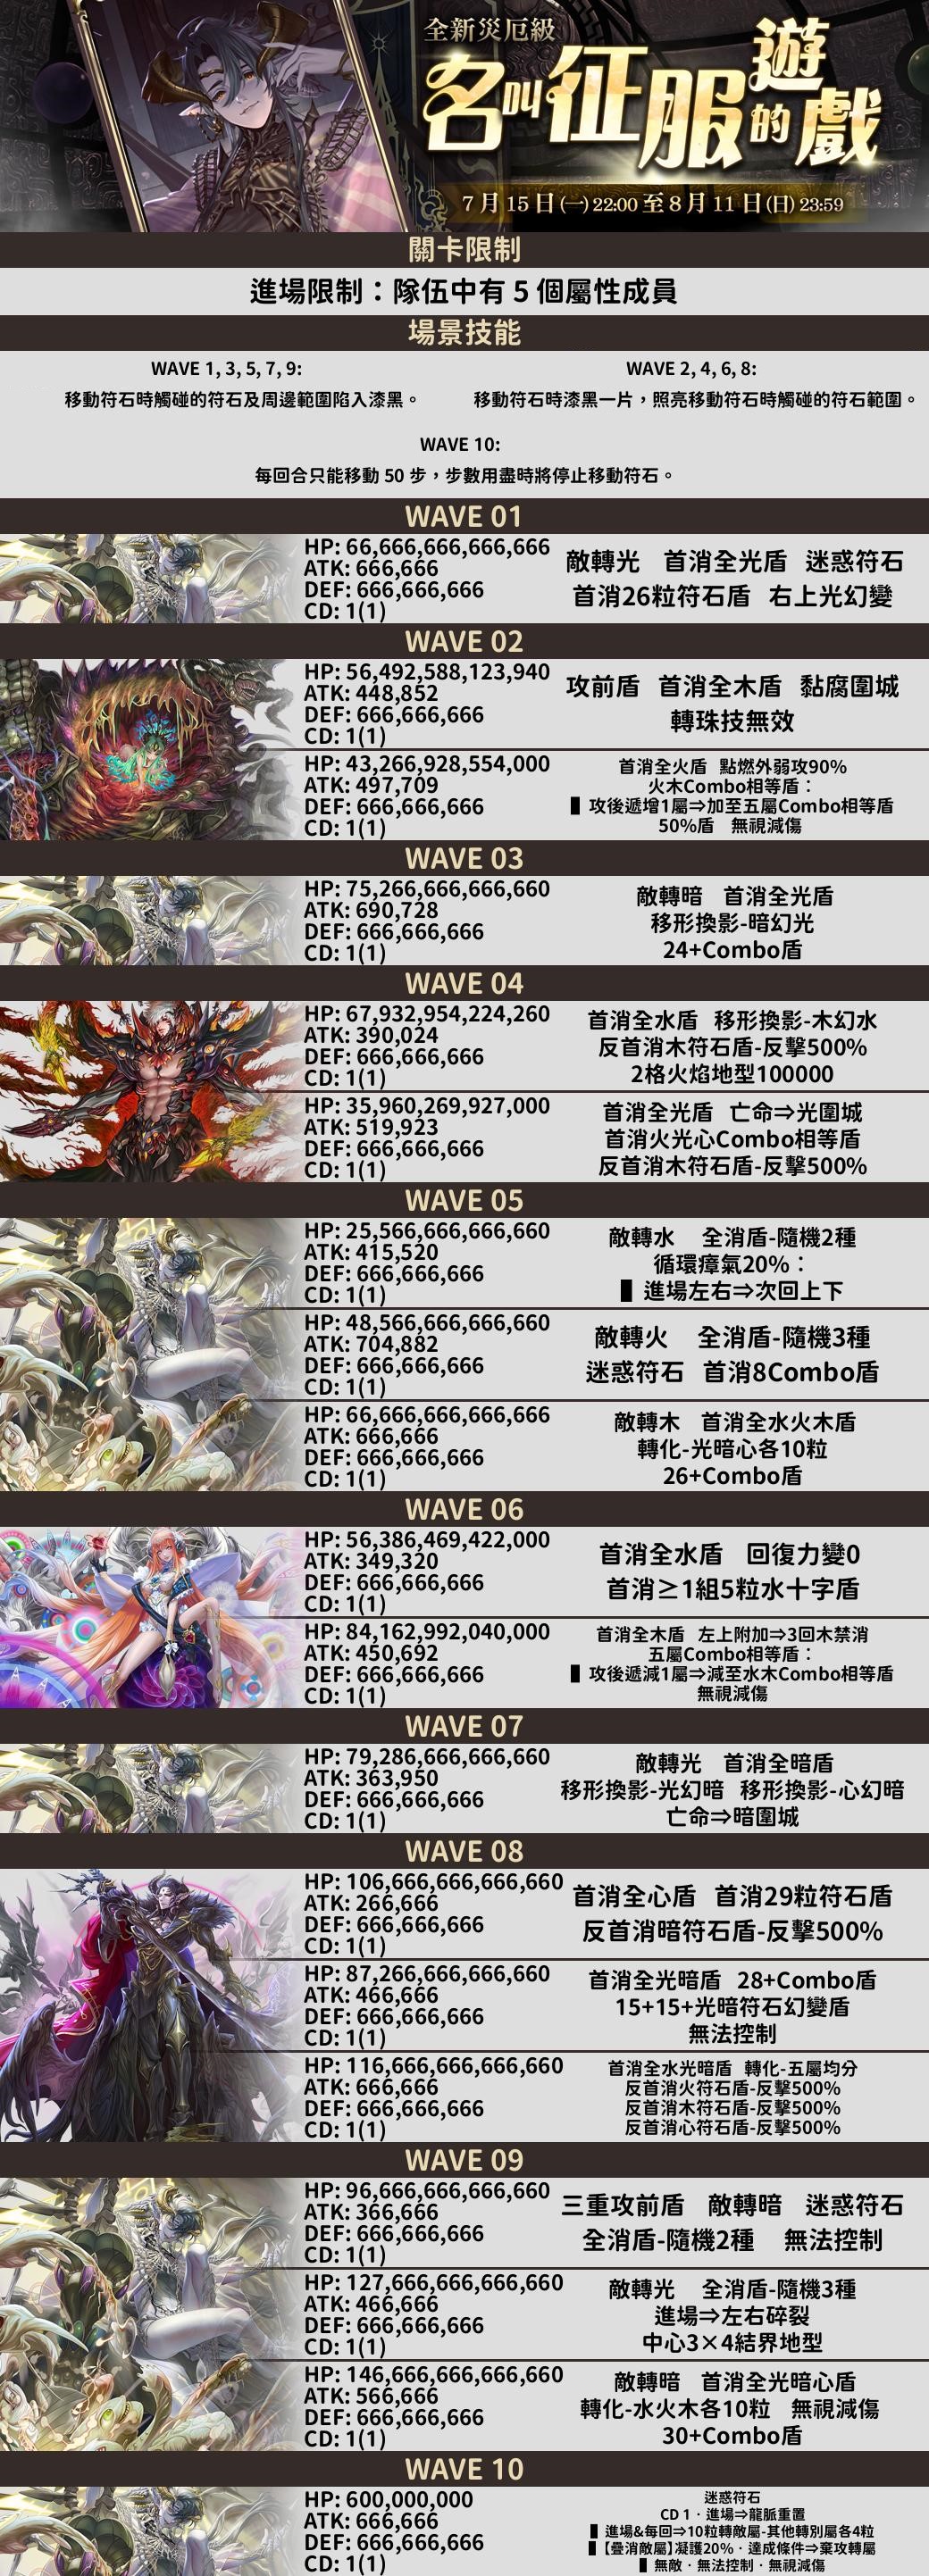 全新災厄級
名叫征服的遊戲
7月15日(一)22:00至8月11日(日)23:59
關卡限制
進場限制：隊伍中有 5 個屬性成員
場景技能
WAVE 1, 3, 5, 7, 9:
移動符石時觸碰的符石及周邊範圍陷入漆黑。
WAVE 2, 4, 6, 8:
移動符石時漆黑一片，照亮移動符石時觸碰的符石範圍。
WAVE 10:
每回合只能移動 50 步，步數用盡時將停止移動符石。
WAVE 01
HP: 66,666,666,666,666
ATK: 666,666
DEF: 666,666,666
CD: 1(1)
敵轉光 首消全光盾 迷惑符石
首消26粒符石盾 右上光幻變
WAVE 02
HP: 56,492,588,123,940
ATK: 448,852
DEF: 666,666,666
CD: 1(1)
攻前盾 首消全木盾 黏腐圍城
轉珠技無效
HP: 43,266,928,554,000
ATK: 497,709
DEF: 666,666,666
CD: 1(1)
首消全火盾 點燃外弱攻90%
火木Combo相等盾：
▋攻後遞增1屬⇒加至五屬Combo相等盾
50%盾 無視減傷
WAVE 03
HP: 75,266,666,666,660
ATK: 690,728
DEF: 666,666,666
CD: 1(1)
敵轉暗 首消全光盾
移形換影-暗幻光
24+Combo盾
WAVE 04
HP: 67,932,954,224,260
ATK: 390,024
DEF: 666,666,666
CD: 1(1)
首消全水盾 移形換影-木幻水
反首消木符石盾-反擊500%
2格火焰地型100000
HP: 35,960,269,927,000
ATK: 519,923
DEF: 666,666,666
CD: 1(1)
首消全光盾 亡命⇒光圍城
首消火光心Combo相等盾
反首消木符石盾-反擊500%
WAVE 05
HP: 25,566,666,666,660
ATK: 415,520
DEF: 666,666,666
CD: 1(1)
敵轉水 全消盾-隨機2種
循環瘴氣20%：
▋進場左右⇒次回上下
HP: 48,566,666,666,660
ATK: 704,882
DEF: 666,666,666
CD: 1(1)
敵轉火 全消盾-隨機3種
迷惑符石 首消8Combo盾
HP: 66,666,666,666,666
ATK: 666,666
DEF: 666,666,666
CD: 1(1)
敵轉木 首消全水火木盾
轉化-光暗心各10粒
26+Combo盾
WAVE 06
HP: 56,386,469,422,000
ATK: 349,320
DEF: 666,666,666
CD: 1(1)
首消全水盾 回復力變0
首消≥1組5粒水十字盾
HP: 84,162,992,040,000
ATK: 450,692
DEF: 666,666,666
CD: 1(1)
首消全木盾 左上附加⇒3回木禁消
五屬Combo相等盾：
▋攻後遞減1屬⇒減至水木Combo相等盾
無視減傷
WAVE 07
HP: 79,286,666,666,660
ATK: 363,950
DEF: 666,666,666
CD: 1(1)
敵轉光 首消全暗盾
移形換影-光幻暗 移形換影-心幻暗
亡命⇒暗圍城
WAVE 08
HP: 106,666,666,666,660
ATK: 266,666
DEF: 666,666,666
CD: 1(1)
首消全心盾 首消29粒符石盾
反首消暗符石盾-反擊500%
HP: 87,266,666,666,660
ATK: 466,666
DEF: 666,666,666
CD: 1(1)
首消全光暗盾 28+Combo盾
15+15+光暗符石幻變盾
無法控制
HP: 116,666,666,666,660
ATK: 666,666
DEF: 666,666,666
CD: 1(1)
首消全水光暗盾 轉化-五屬均分
反首消火符石盾-反擊500%
反首消木符石盾-反擊500%
反首消心符石盾-反擊500%
WAVE 09
HP: 96,666,666,666,660
ATK: 366,666
DEF: 666,666,666
CD: 1(1)
三重攻前盾 敵轉暗 迷惑符石
全消盾-隨機2種 無法控制
HP: 127,666,666,666,660
ATK: 466,666
DEF: 666,666,666
CD: 1(1)
敵轉光 全消盾-隨機3種
進場⇒左右碎裂
中心3×4結界地型
HP: 146,666,666,666,660
ATK: 566,666
DEF: 666,666,666
CD: 1(1)
敵轉暗 首消全光暗心盾
轉化-水火木各10粒 無視減傷
30+Combo盾
WAVE 10
HP: 600,000,000
ATK: 666,666
DEF: 666,666,666
CD: 1(1)
迷惑符石
CD 1．進場⇒龍脈重置
▋進場&每回⇒10粒轉敵屬-其他轉別屬各4粒
▋【疊消敵屬】凝護20%．達成條件⇒棄攻轉屬
▋無敵．無法控制．無視減傷